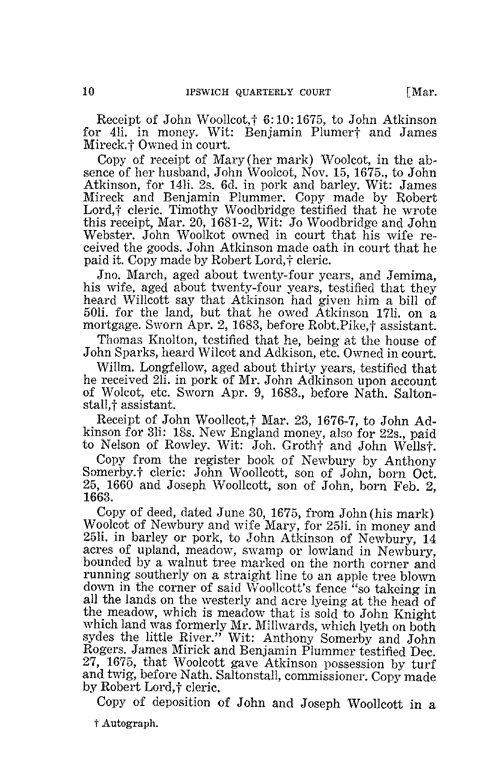 10 IPSWICH QUARTERLY COURT [Mar.
Receipt of John Woollcot,† 6:10:1675, to John Atkinson
for 4li. in money. Wit: Benjamin Plumer† and James
Mireck.† Owned in court.
Copy of receipt of Mary(her mark) Woolcot, in the ab-
sence of her husband, John Woolcot, Nov. 15, 1675., to John
Atkinson, for 14li. 2s. 6d. in pork and barley. Wit: James
Mireck and Benjamin Plummer. Copy made by Robert
Lord,† cleric. Timothy Woodbridge testified that he wrote
this receipt, Mar. 20, 1681-2, Wit: Jo Woodbridge and John
Webster. John Woolkot owned in court that his wife re-
ceived the goods. John Atkinson made oath in court that he
paid it. Copy made by Robert Lord,† cleric.
Jno. March, aged about twenty-four years, and Jemima,
his wife, aged about twenty-four years, testified that they
heard Willcott say that Atkinson had given him a bill of
50li. for the land, but that he owed Atkinson 17li. on a
mortgage. Sworn Apr. 2, 1683, before Robt.Pike,† assistant.
Thomas Knolton, testified that he, being at the house of
John Sparks, heard Wilcot and Adkison, etc. Owned in court.
Willm. Longfellow, aged about thirty years, testified that
he received 2li. in pork of Mr. John Adkinson upon account
of Wolcot, etc. Sworn Apr. 9, 1683., before Nath. Salton-
stall,† assistant.
Receipt of John Woollcot,† Mar. 23, 1676-7, to John Ad-
kinson for 3li: 18s. New England money, also for 22s., paid
to Nelson of Rowley. Wit: Joh. Groth† and John Wells†.
Copy from the register book of Newbury by Anthony
Somerby.† cleric: John Woollcott, son of John, born Oct.
25, 1660 and Joseph Woollcott, son of John, born Feb. 2,
1663.
Copy of deed, dated June 30, 1675, from John(his mark)
Woolcot of Newbury and wife Mary, for 25li. in money and
25li. in barley or pork, to John Atkinson of Newbury, 14
acres of upland, meadow, swamp or lowland in Newbury,
bounded by a walnut tree marked on the north corner and
running southerly on a straight line to an apple tree blown
down in the corner of said Woollcott's fence "so takeing in
all the lands on the westerly and acre lyeing at the head of
the meadow, which is meadow that is sold to John Knight
which land was formerly Mr. Millwards, which lyeth on both
sydes the little River." Wit: Anthony Somerby and John
Rogers. James Mirick and Benjamin Plummer testified Dec.
27, 1675, that Woolcott gave Atkinson possession by turf
and twig, before Nath. Saltonstall, commissioner. Copy made
by Robert Lord,† cleric.
Copy of deposition of John and Joseph Woollcott in a
† Autograph.